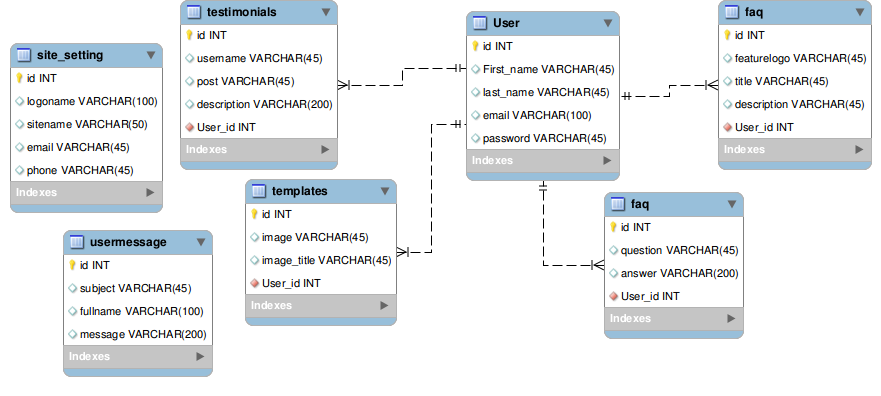 testimonials
id INT
username VARCHAR(45)
post VARCHAR(45)
description VARCHAR(200)
User_id INT
Indexes
User
id INT
First_name VARCHAR(45)
last_name VARCHAR(45)
email VARCHAR(100)
password VARCHAR(45)
Indexes
faq
id INT
featurelogo VARCHAR(45)
title VARCHAR(45)
description VARCHAR(45)
User_id INT
Indexes
site_setting
id INT
logoname VARCHAR(100)
sitename VARCHAR(50)
email VARCHAR(45)
phone VARCHAR(45)
Indexes
templates
id INT
image VARCHAR(45)
image_title VARCHAR(45)
User_id INT
Indexes
faq
id INT
question VARCHAR(45)
answer VARCHAR(200)
User_id INT
Indexes
usermessage
id INT
subject VARCHAR(45)
fullname VARCHAR(100)
message VARCHAR(200)
Indexes